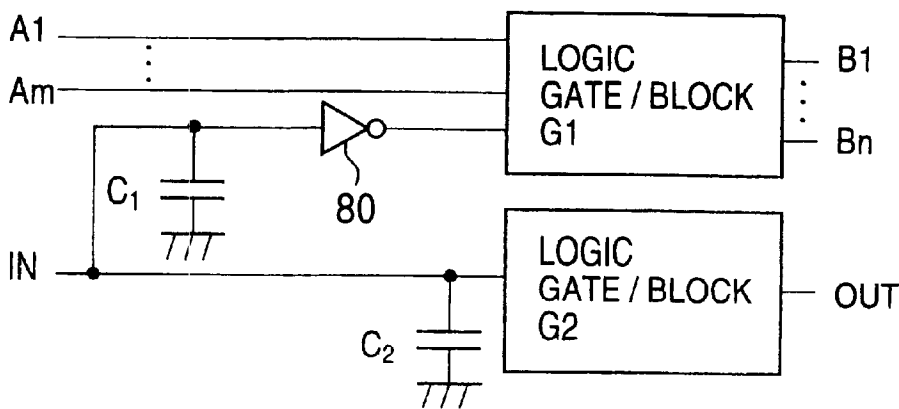 A1
Am
LOGIC
GATE / BLOCK
G1
B1
Bn
C1
80
IN
LOGIC
GATE / BLOCK
G2
OUT
C2